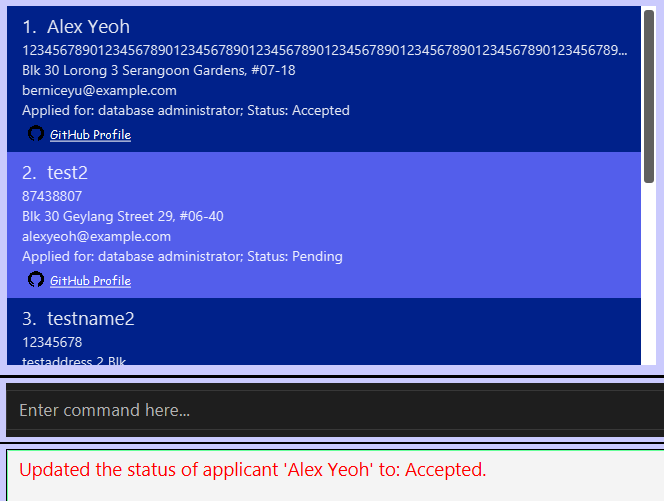 1. Alex Yeoh
1234567890123456789012345678901234567890123456789012345678901234567890123456789...
Blk 30 Lorong 3 Serangoon Gardens, #07-18
berniceyu@example.com
Applied for: database administrator; Status: Accepted
GitHub Profile
2. test2
87438807
Blk 30 Geylang Street 29, #06-40
alexyeoh@example.com
Applied for: database administrator; Status: Pending
GitHub Profile
3. testname2
12345678
testaddress 2 Blk
Enter command here...
Updated the status of applicant 'Alex Yeoh' to: Accepted.